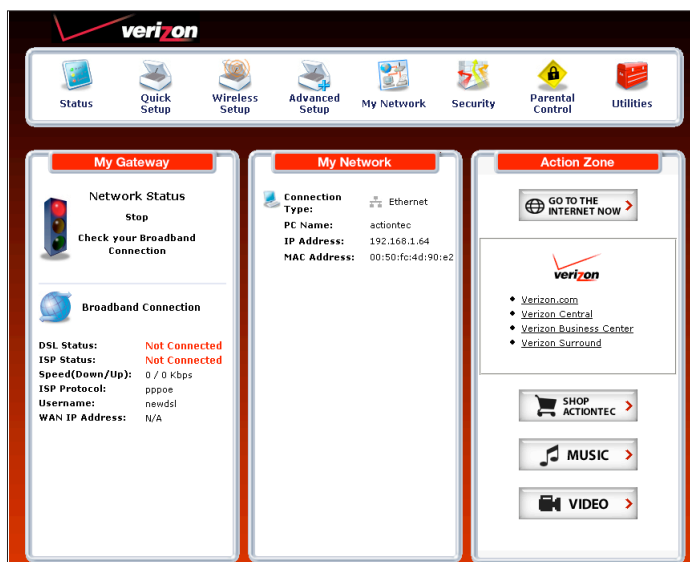 verizon
Status
Quick Setup
Wireless Setup
Advanced Setup
My Network
Security
Parental Control
Utilities
My Gateway
Network Status
Stop
Check your Broadband
Connection
Broadband Connection
DSL Status: Not Connected
ISP Status: Not Connected
Speed(Down/Up): 0 / 0 Kbps
ISP Protocol: pppoe
Username: newdsl
WAN IP Address: N/A
My Network
Connection Type: Ethernet
PC Name: actiontec
IP Address: 192.168.1.64
MAC Address: 00:50:fc:4d:90:e2
Action Zone
GO TO THE
INTERNET NOW
verizon
Verizon.com
Verizon Central
Verizon Business Center
Verizon Surround
SHOP
ACTIONTEC
MUSIC
VIDEO